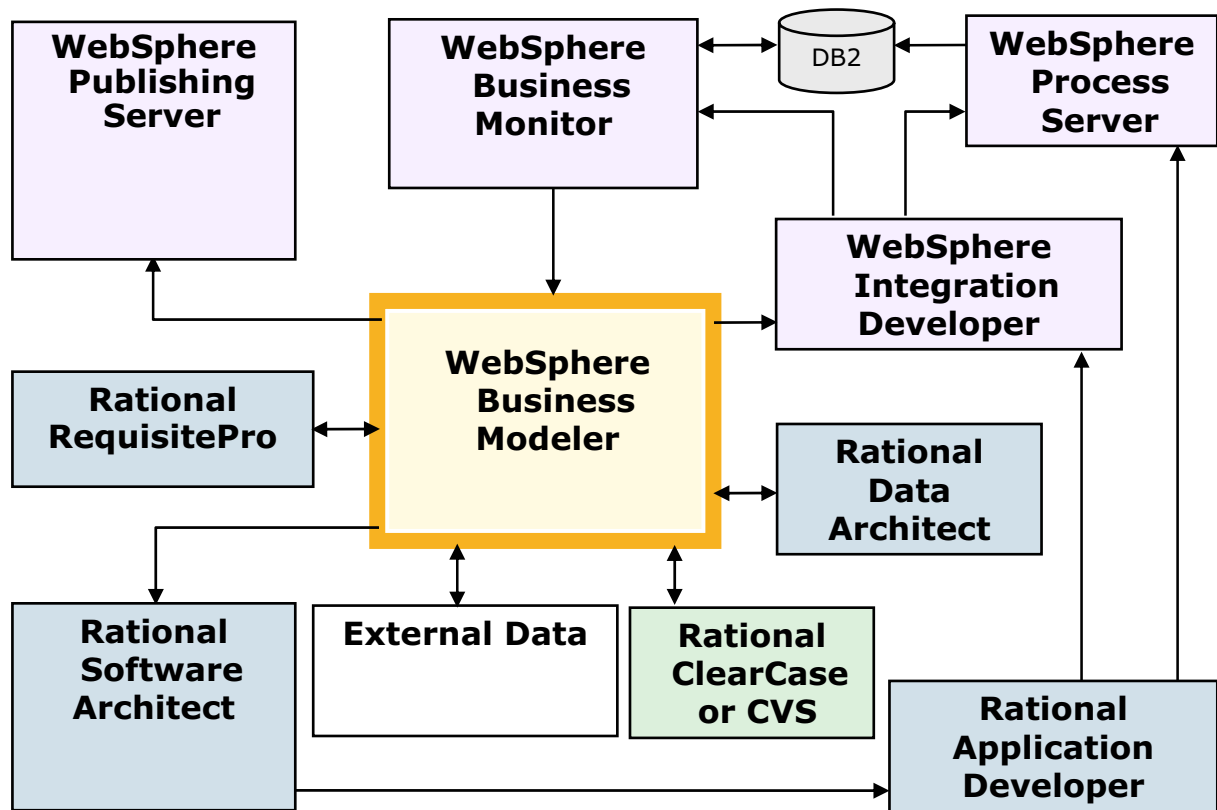 WebSphere
Publishing
Server
WebSphere
Business
Monitor
DB2
WebSphere
Process
Server
WebSphere
Integration
Developer
WebSphere
Business
Modeler
Rational
RequisitePro
Rational
Data
Architect
Rational
Software
Architect
External Data
Rational
ClearCase
or CVS
Rational
Application
Developer